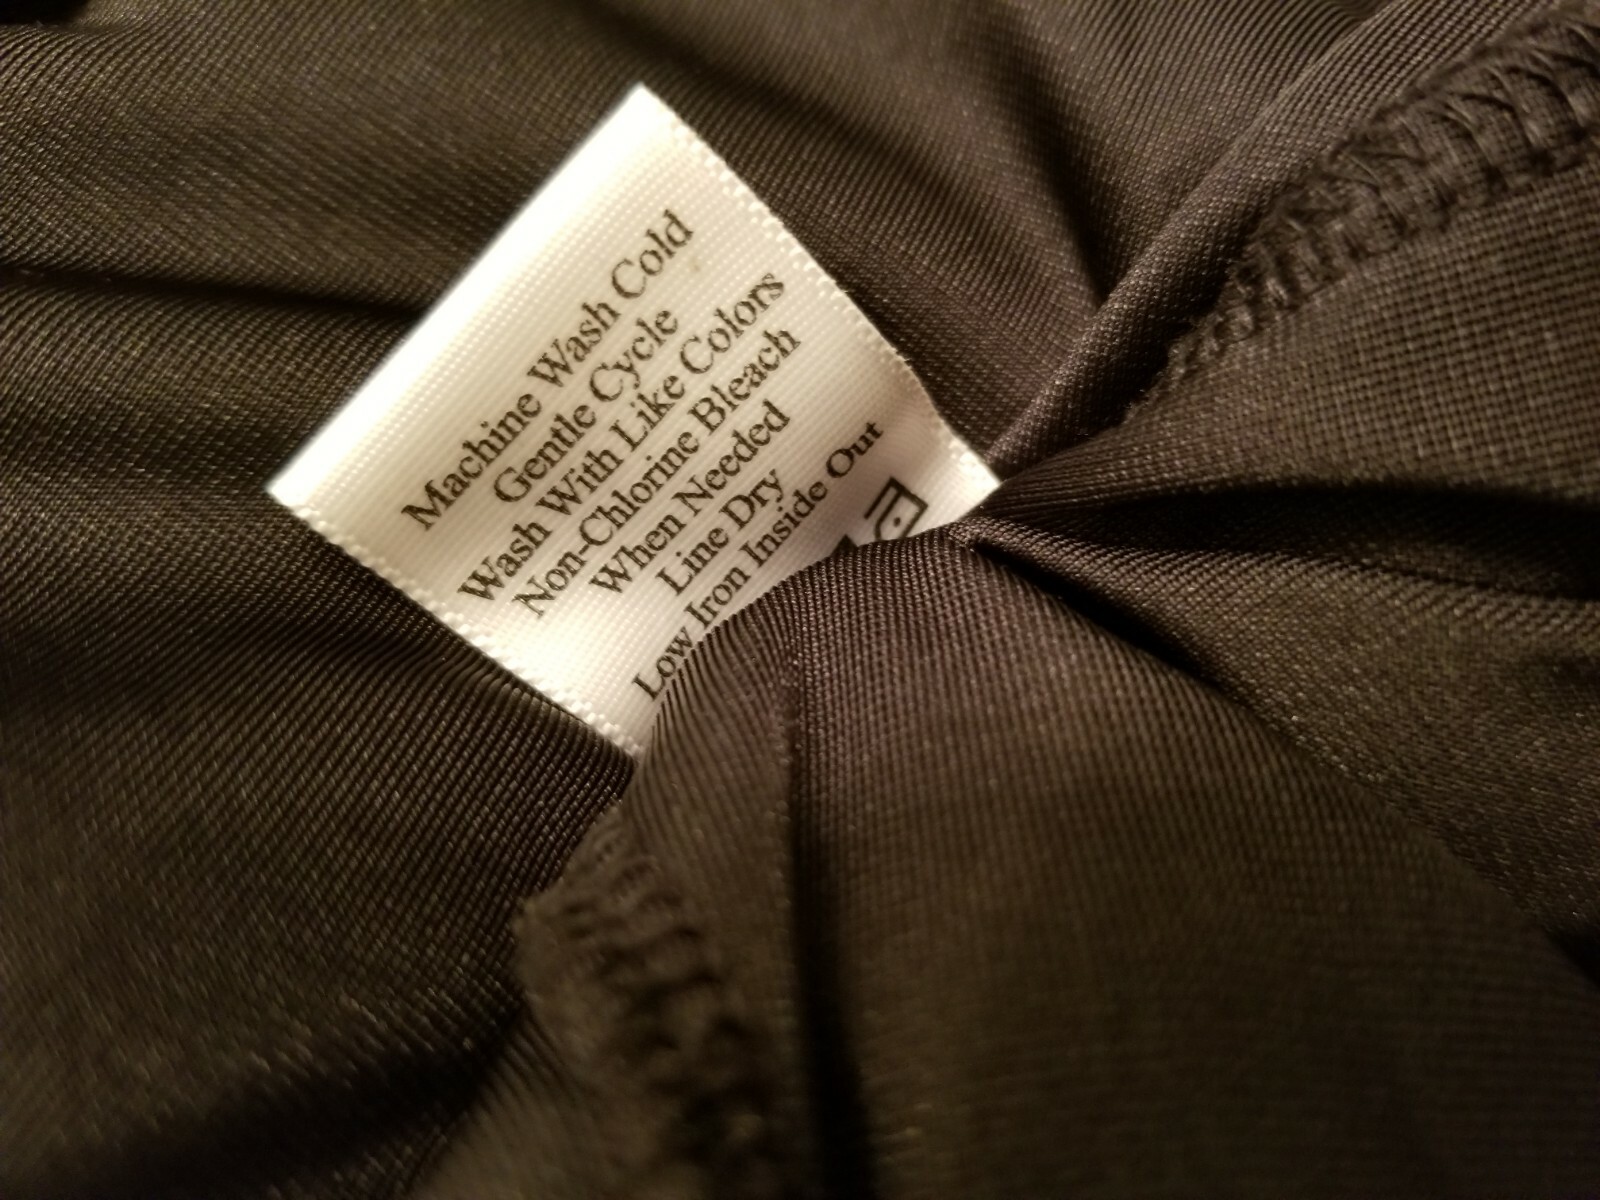 Machine Wash Cold
Gentle Cycle
Wash With Like Colors
Non-Chlorine Bleach
When Needed
Line Dry
Low Iron Inside Out